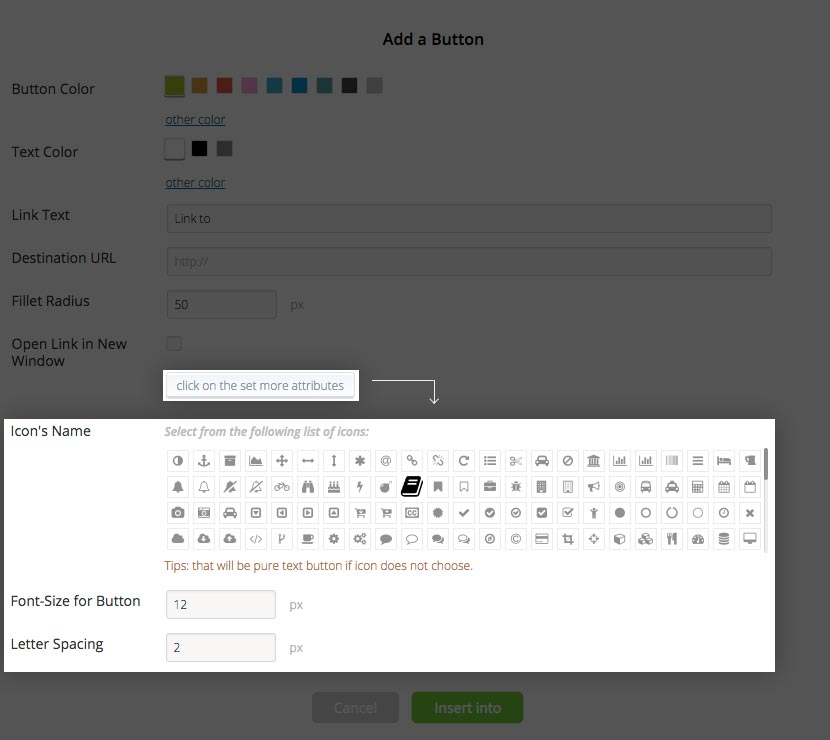 Add a Button
Button Color
other color
Text Color
other color
Link Text
Link to
Destination URL
http://
Fillet Radius
50
px
Open Link in New
Window
click on the set more attributes
Icon's Name
Select from the following list of icons:
Tips: that will be pure text button if icon does not choose.
Font-Size for Button
12
px
Letter Spacing
2
px
Cancel
Insert into